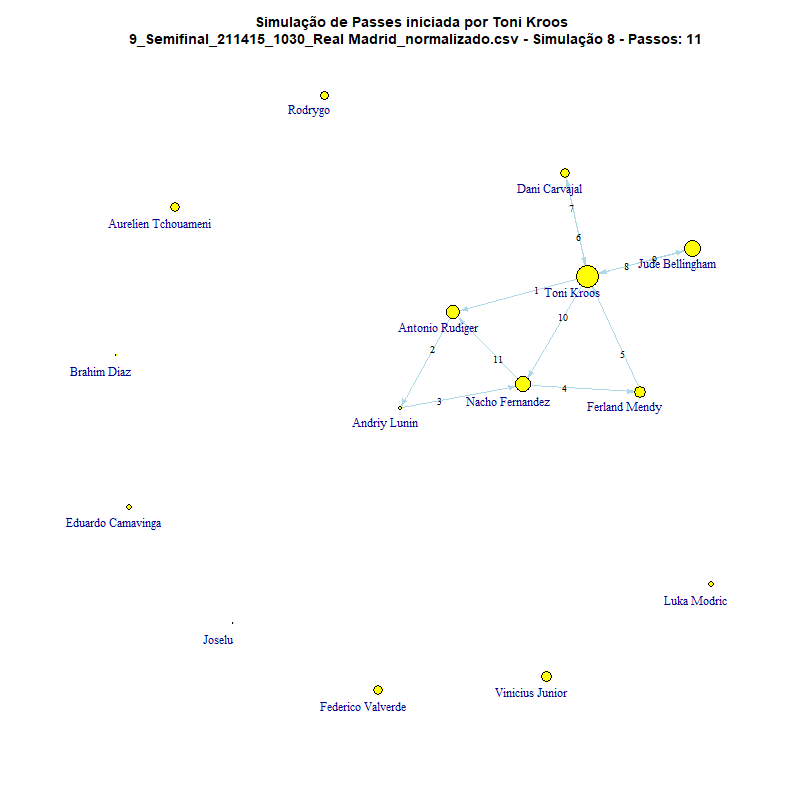 Simulação de Passes iniciada por Toni Kroos
9_Semifinal_211415_1030_Real Madrid_normalizado.csv - Simulação 8 - Passos: 11
Rodrygo
Dani Carvajal
7
Aurelien Tchouameni
6
9
8
Jude Bellingham
1
Toni Kroos
10
Antonio Rudiger
2
5
11
Brahim Diaz
4
3
Nacho Fernandez
Ferland Mendy
Andriy Lunin
Eduardo Camavinga
Luka Modric
Joselu
Vinicius Junior
Federico Valverde